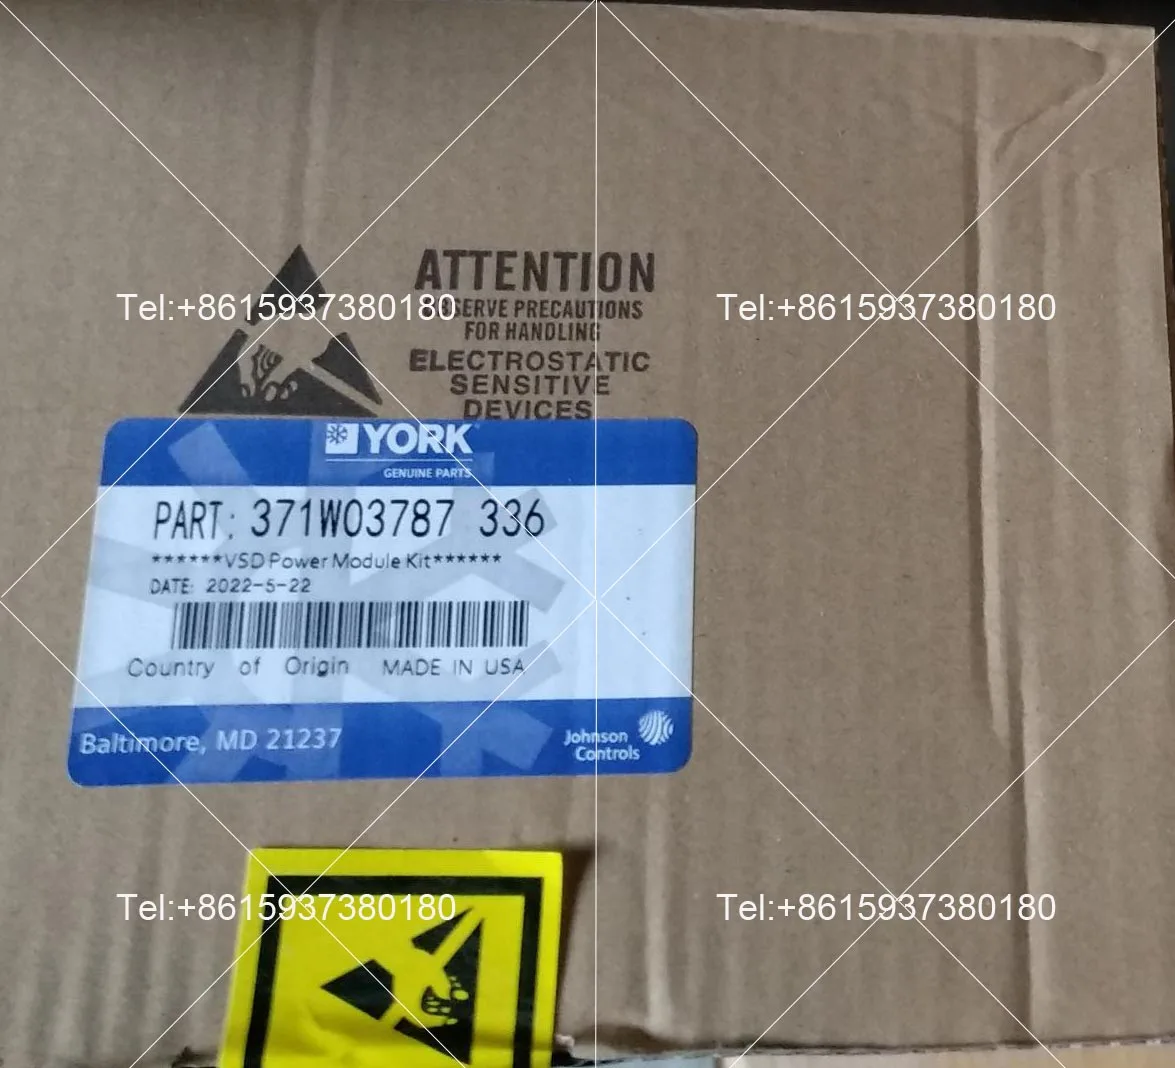 ATTENTION
OBSERVE PRECAUTIONS
FOR HANDLING
ELECTROSTATIC
SENSITIVE
DEVICES
Tel:+8615937380180
Tel:+8615937380180
YORK
GENUINE PARTS
PART: 371W03787 336
******VSD Power Module Kit******
DATE: 2022-5-22
Country of Origin MADE IN USA
Baltimore, MD 21237
Johnson
Controls
Tel:+8615937380180
Tel:+8615937380180